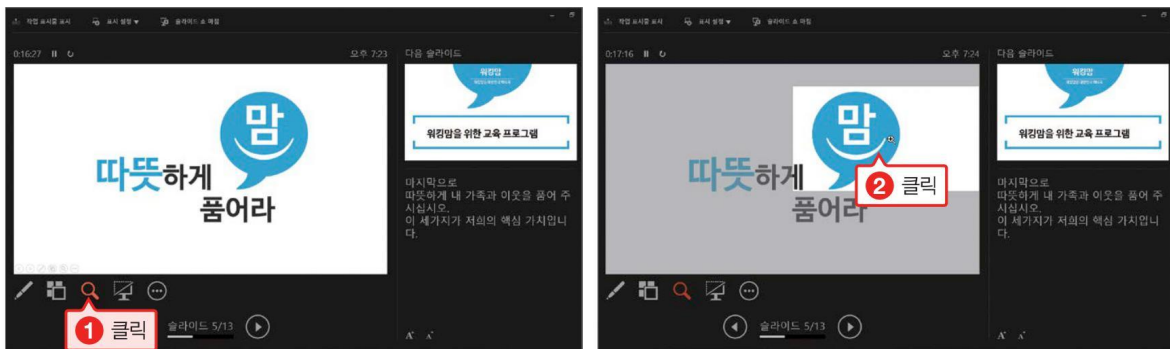 작업 표시줄 표시 표시 설정 ▼ 슬라이드 쇼 마침
0:16:27 오후 7:23
다음 슬라이드
맘
따뜻하게
품어라
워킹맘
워킹맘을 위한 교육 프로그램
마지막으로
따뜻하게 내 가족과 이웃을 품어 주
시십시오.
이 세가지가 저희의 핵심 가치입니
다.
1 클릭
슬라이드 5/13
작업 표시줄 표시 표시 설정 ▼ 슬라이드 쇼 마침
0:17:16 오후 7:24
다음 슬라이드
맘
따뜻하게
품어라
2 클릭
워킹맘
워킹맘을 위한 교육 프로그램
마지막으로
따뜻하게 내 가족과 이웃을 품어 주
시십시오.
이 세가지가 저희의 핵심 가치입니
다.
슬라이드 5/13